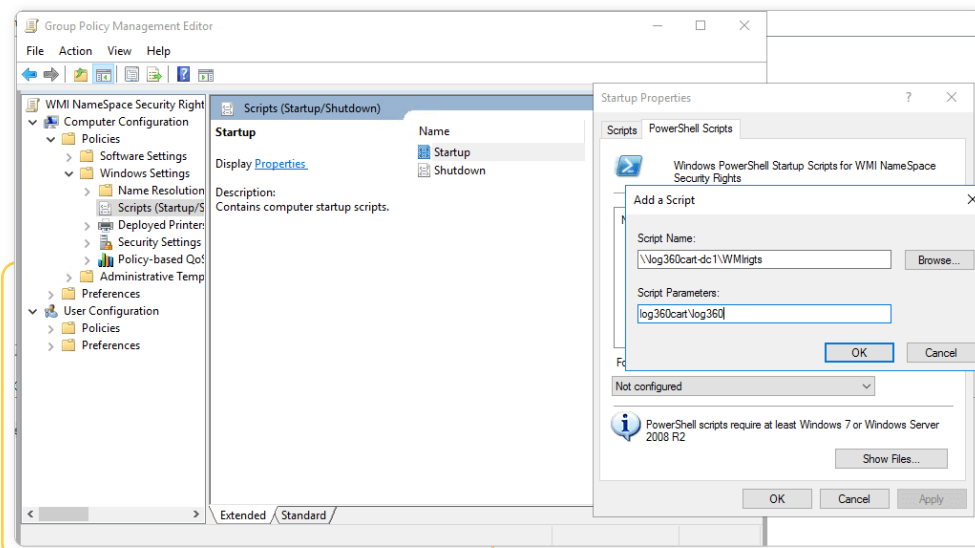 Group Policy Management Editor
File Action View Help
WMI NameSpace Security Right
Computer Configuration
Policies
Software Settings
Windows Settings
Name Resolution
Scripts (Startup/S
Deployed Printer
Security Settings
Policy-based Qo
Administrative Temp
Preferences
User Configuration
Policies
Preferences
Scripts (Startup/Shutdown)
Startup
Display Properties
Description:
Contains computer startup scripts.
Name
Startup
Shutdown
Extended Standard
Startup Properties
Scripts PowerShell Scripts
Windows PowerShell Startup Scripts for WMI NameSpace
Security Rights
Add a Script
Script Name:
\\log360cart-dc1\WMIrigts
Browse...
Script Parameters:
log360cart\log360
OK Cancel
Not configured
PowerShell scripts require at least Windows 7 or Windows Server
2008 R2
Show Files...
OK Cancel Apply